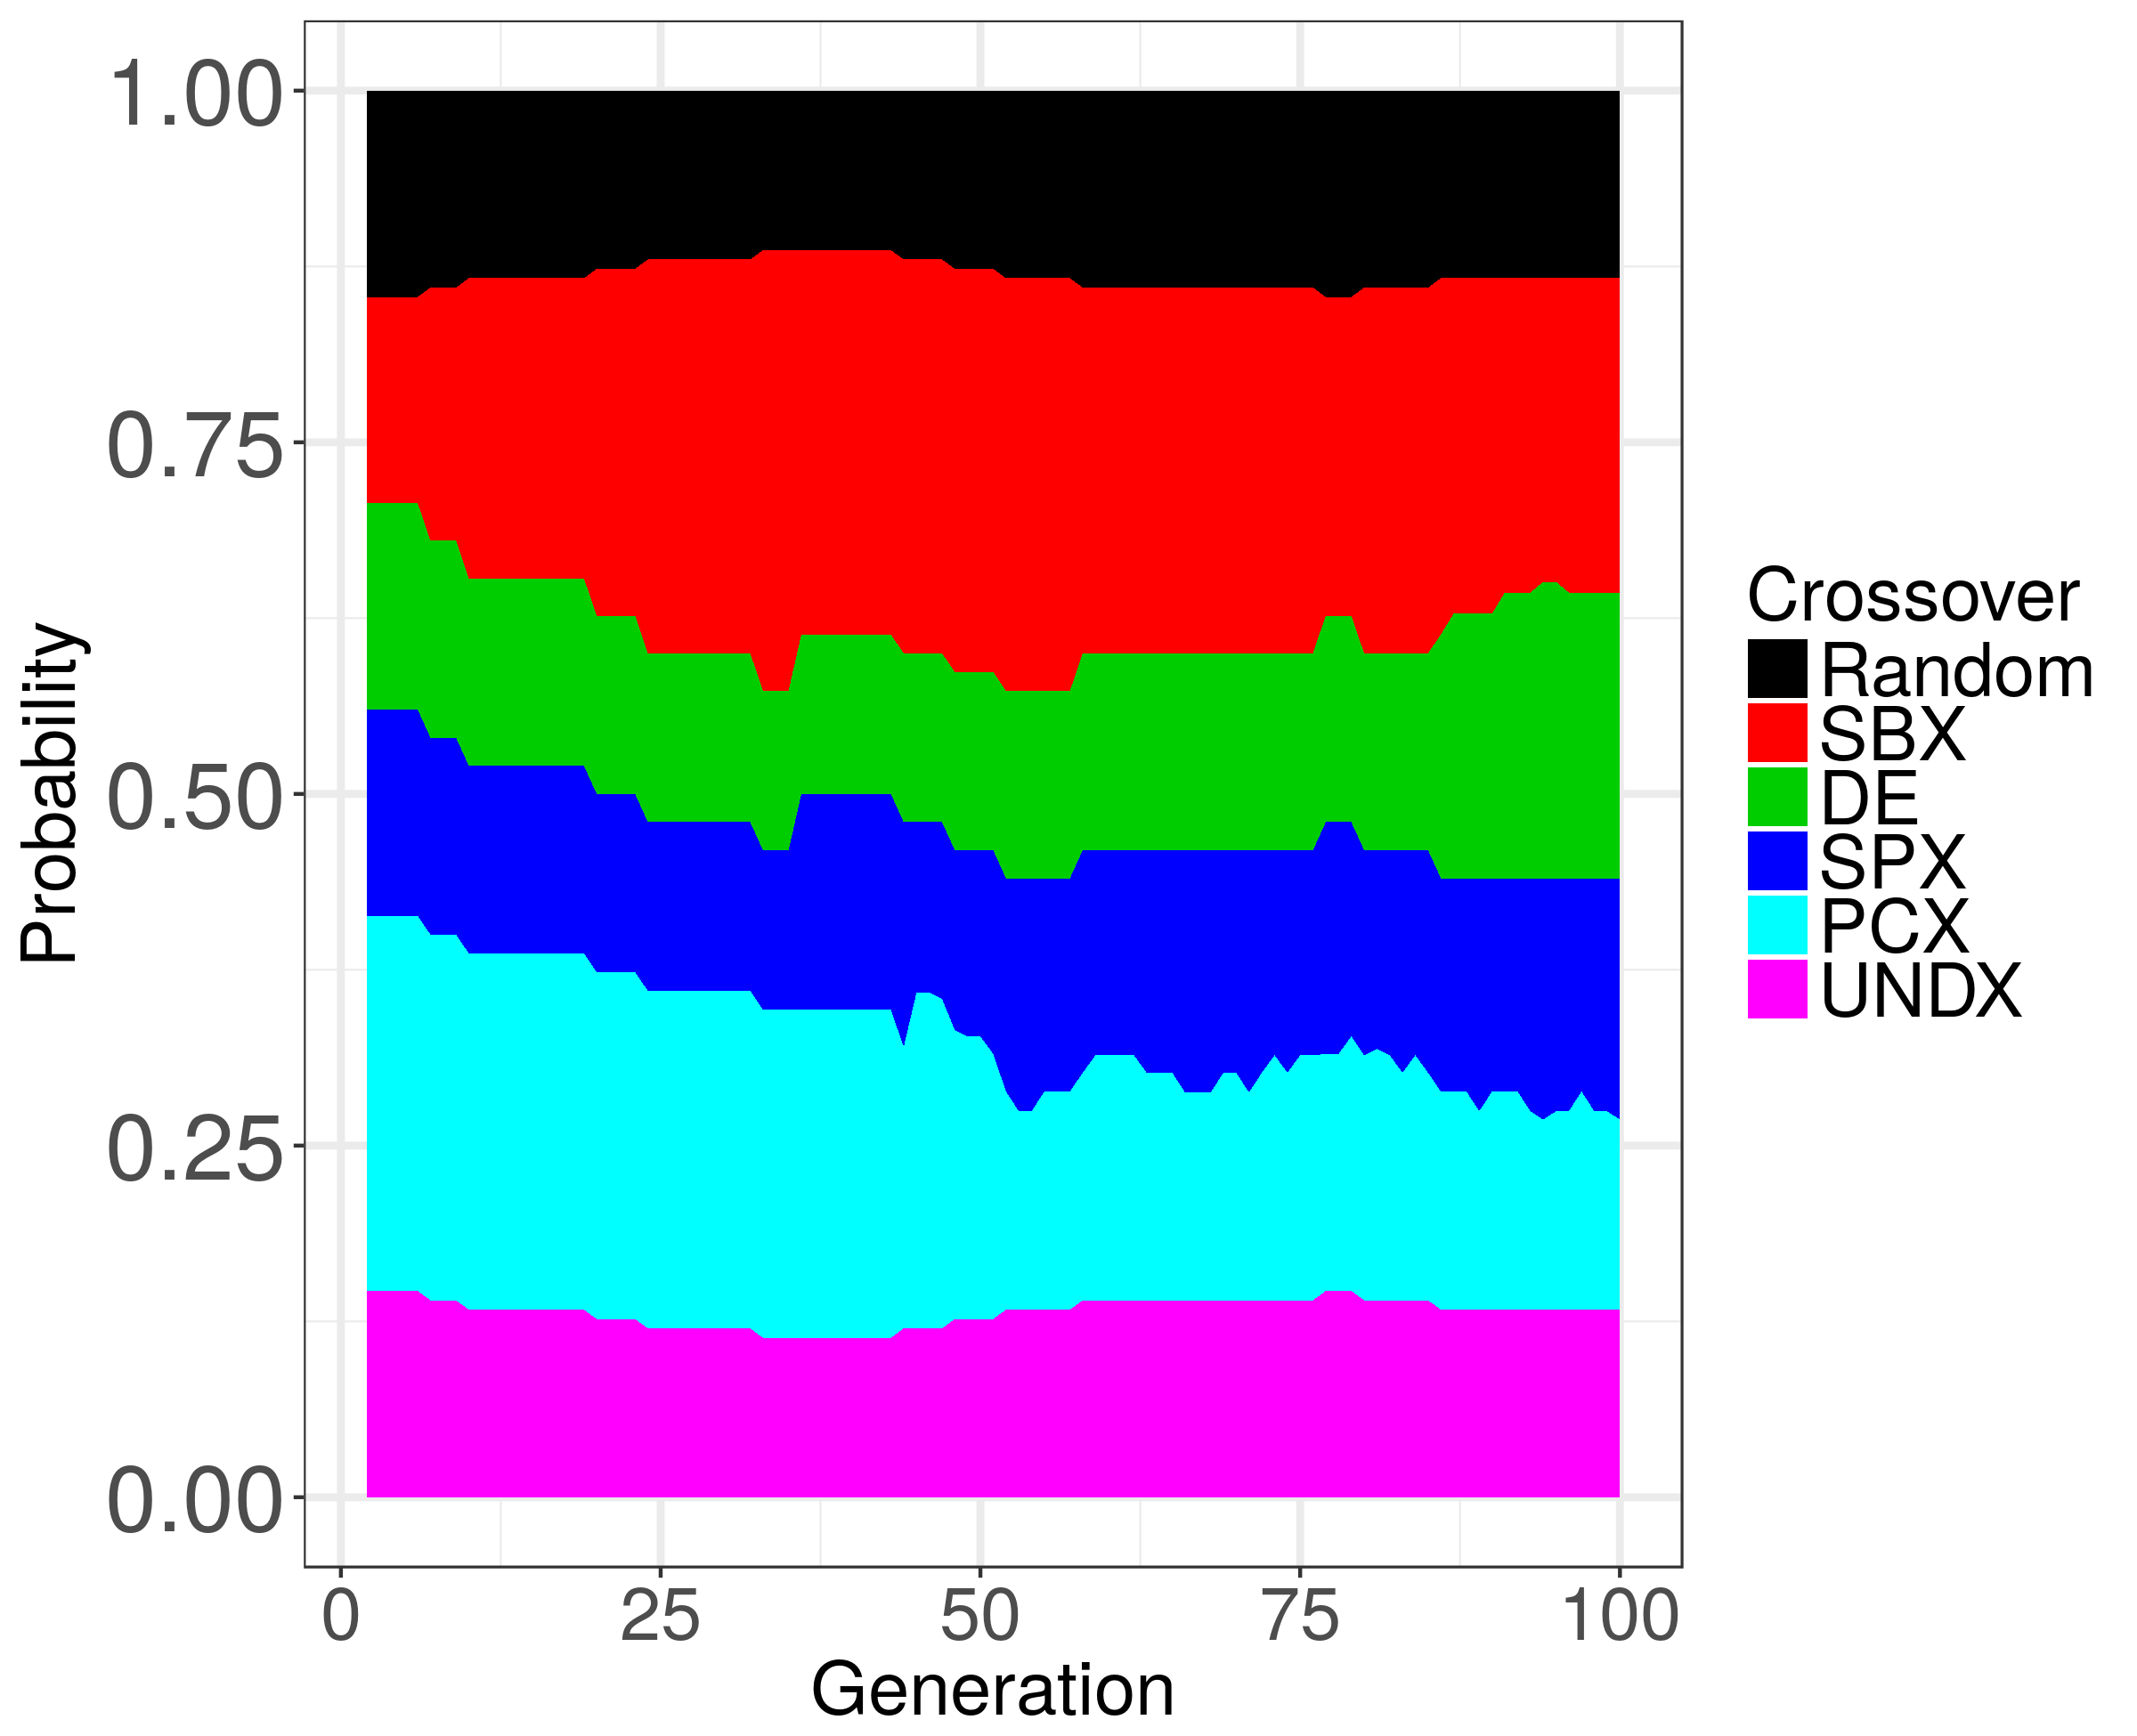 1.00
0.75
0.50
0.25
0.00
Probability
0 25 50 75 100
Generation
Crossover
Random
SBX
DE
SPX
PCX
UNDX